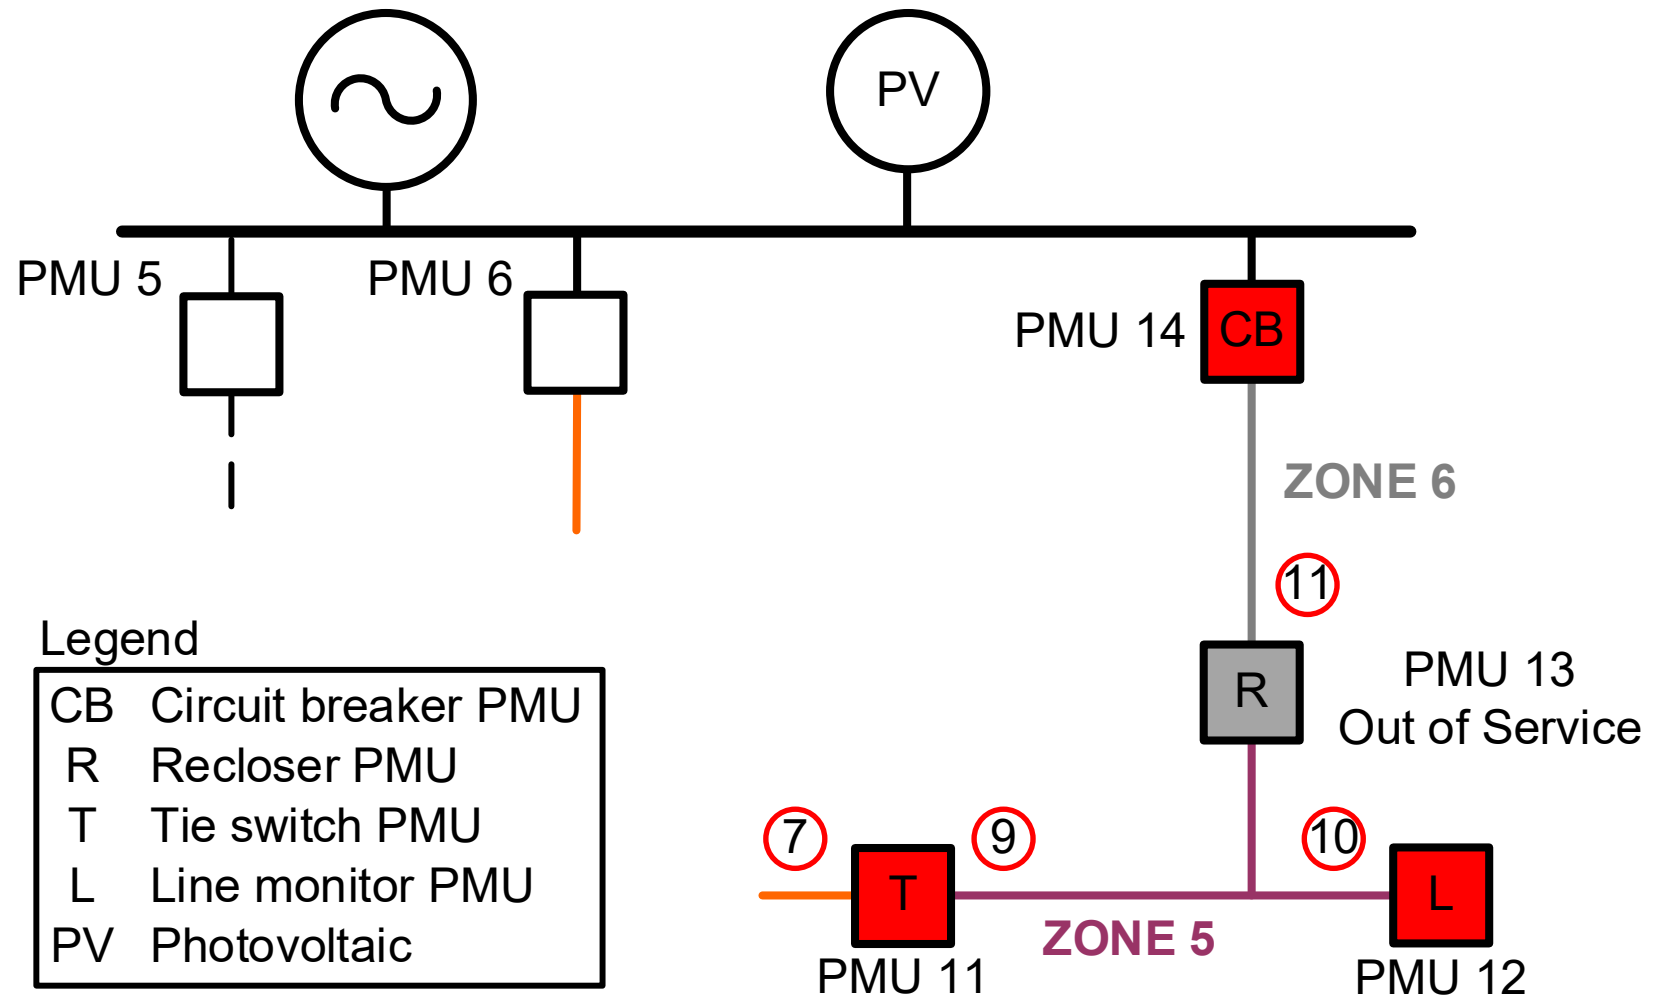 PV
PMU 5
PMU 6
PMU 14
CB
ZONE 6
11
R
PMU 13
Out of Service
7
9
10
T
L
ZONE 5
PMU 11
PMU 12
Legend
CB Circuit breaker PMU
R Recloser PMU
T Tie switch PMU
L Line monitor PMU
PV Photovoltaic